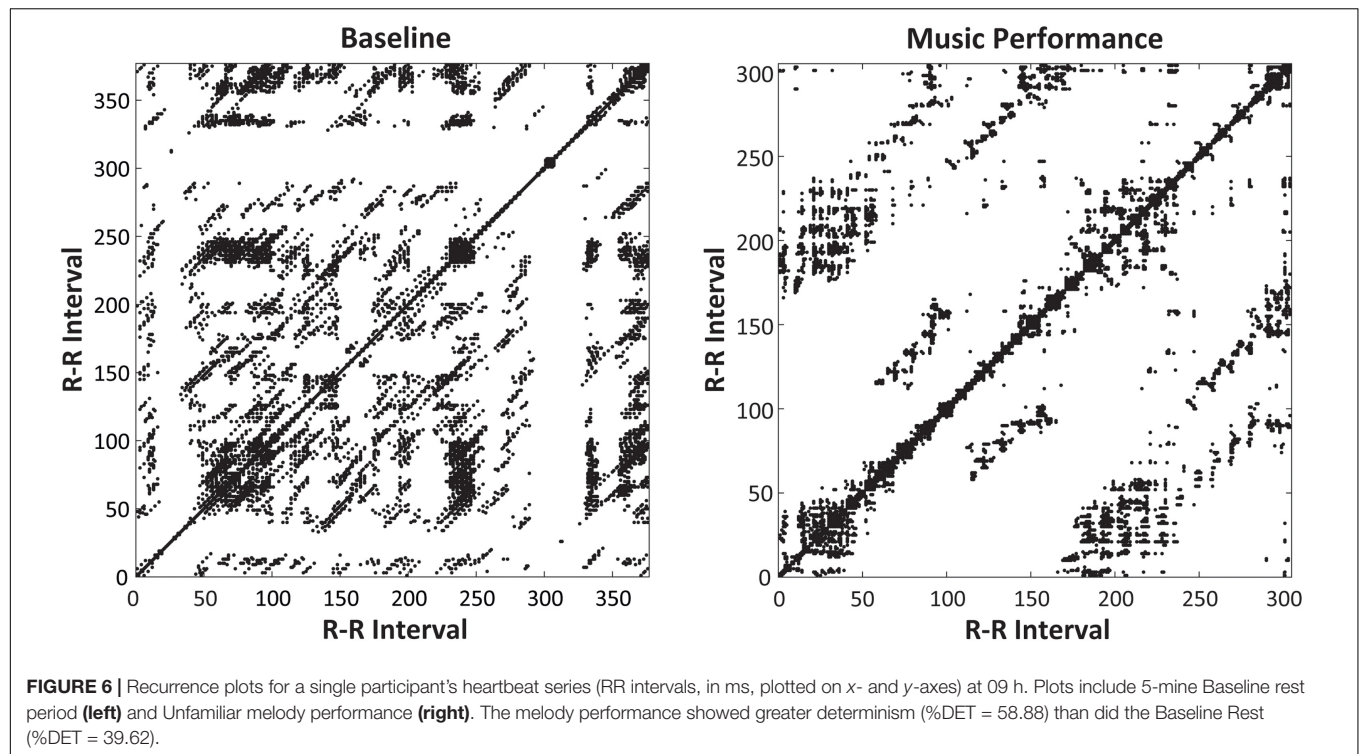 Baseline
R-R Interval
350
300
250
200
150
100
50
0
0 50 100 150 200 250 300 350
R-R Interval
Music Performance
R-R Interval
300
250
200
150
100
50
0
0 50 100 150 200 250 300
R-R Interval
FIGURE 6 | Recurrence plots for a single participant's heartbeat series (RR intervals, in ms, plotted on x- and y-axes) at 09 h. Plots include 5-mine Baseline rest
period (left) and Unfamiliar melody performance (right). The melody performance showed greater determinism (%DET = 58.88) than did the Baseline Rest
(%DET = 39.62).